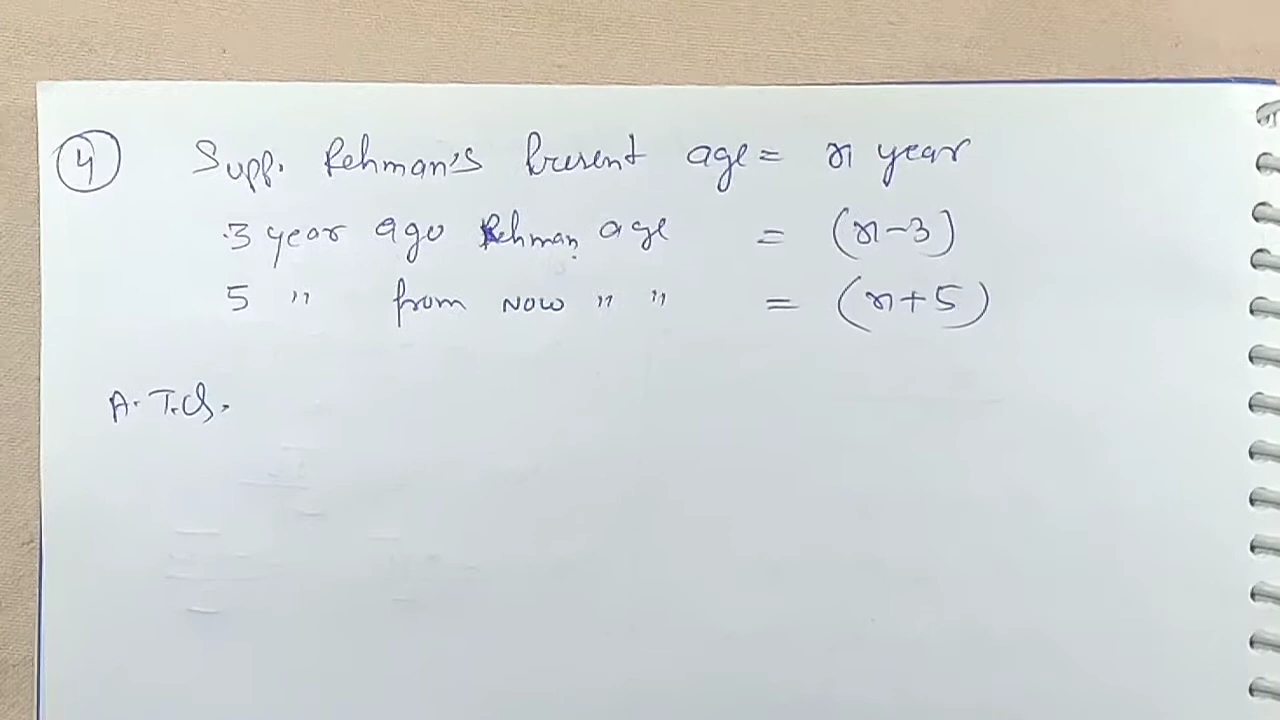 4 Supp. Rehman's Present age = x year
3 year ago Rehman age = (x-3)
5 " from now " " = (x+5)
A.T.Q.